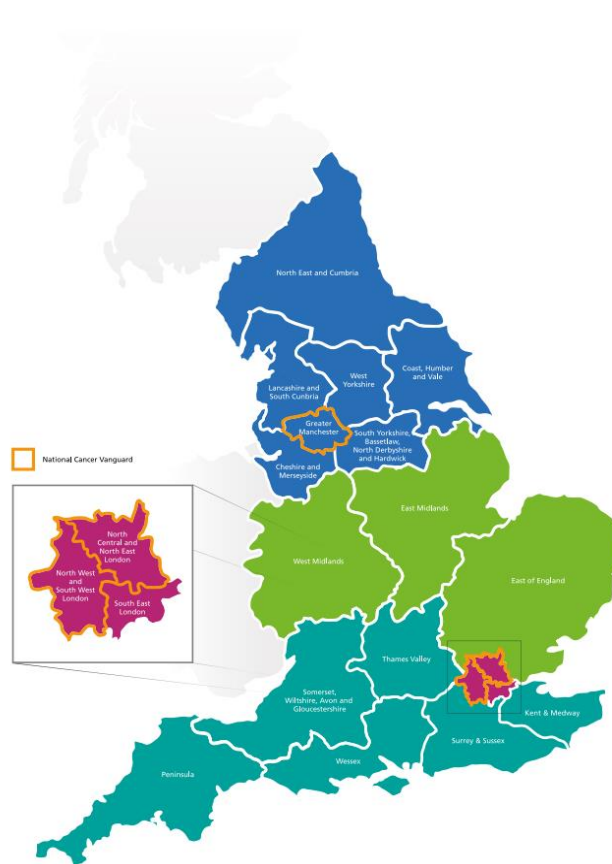 North East and Cumbria
Coast, Humber
and Vale
West
Yorkshire
Lancashire and
South Cunbria
Greater
Manchester
South Yorkshire,
Bassetlaw,
North Derbyshire
and Hardwick
Cheshire and
Merseyside
National Cancer Vanguard
East Midlands
West Midlands
East of England
North
Central and
North East
London
North West
and
South West
London
South East
London
Thames Valley
Somerset,
Wiltshire, Avon and
Gloucestershire
Kent & Medway
Surrey & Sussex
Wessex
Peninsula